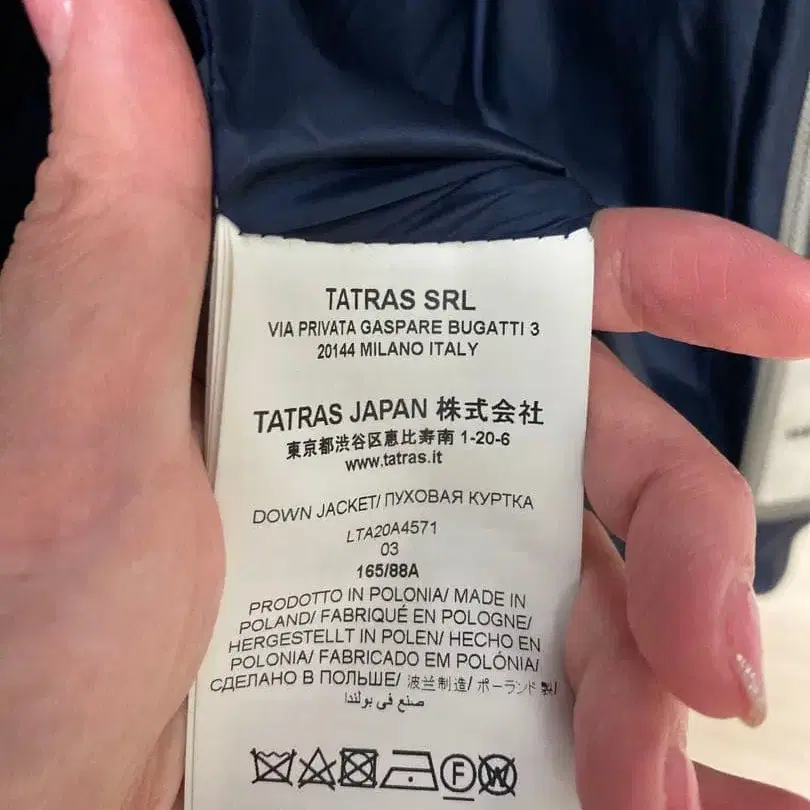 TATRAS SRL
VIA PRIVATA GASPARE BUGATTI 3
20144 MILANO ITALY
TATRAS JAPAN 株式会社
東京都渋谷区恵比寿南 1-20-6
www.tatras.it
DOWN JACKET/ ПУХОВАЯ КУРТКА
LTA20A4571
03
165/88A
PRODOTTO IN POLONIA/ MADE IN
POLAND/ FABRIQUÉ EN POLOGNE/
HERGESTELLT IN POLEN/ HECHO EN
POLONIA/ FABRICADO EM POLÓNIA/
СДЕЛАНО В ПОЛЬШЕ/ 波兰制造/ ポーランド製/
صنع في بولندا
F W